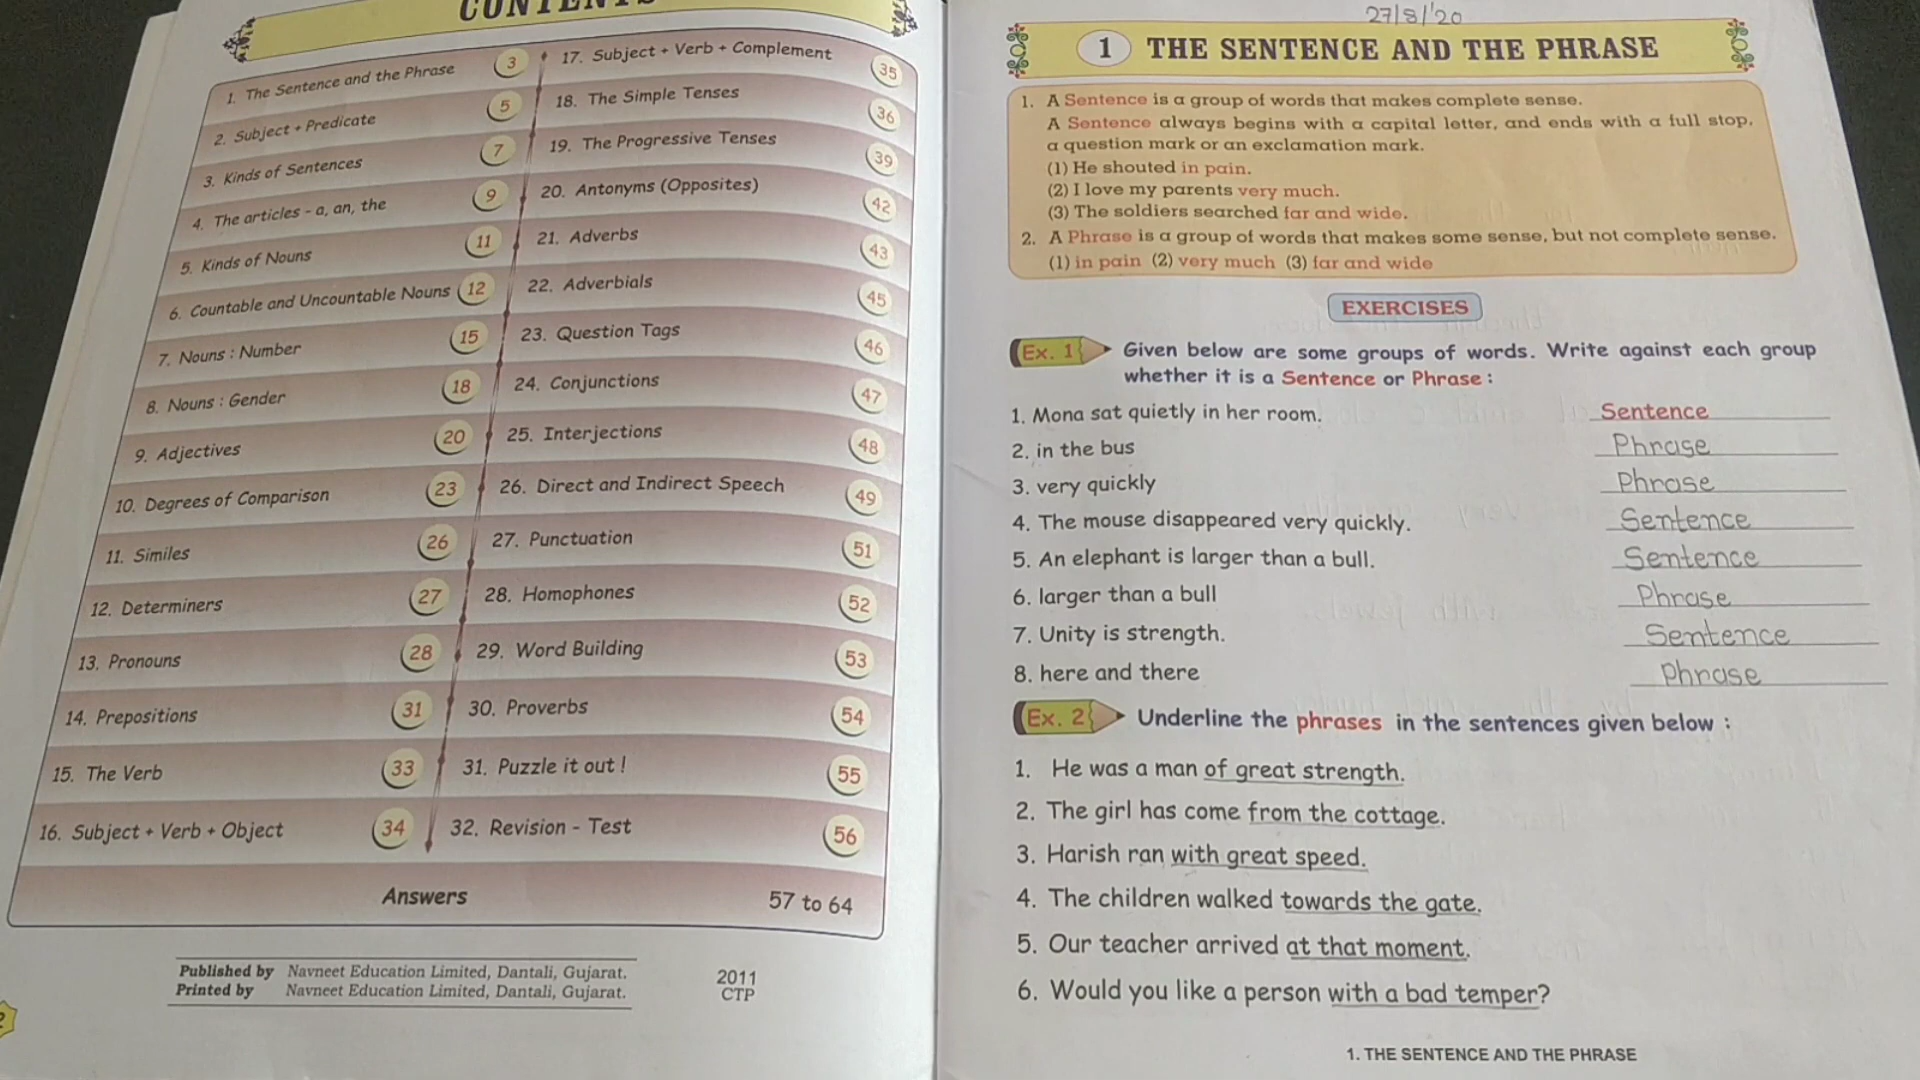 CONTENTS
1. The Sentence and the Phrase 3
2. Subject + Predicate 5
3. Kinds of Sentences 7
4. The articles - a, an, the 9
5. Kinds of Nouns 11
6. Countable and Uncountable Nouns 12
7. Nouns : Number 15
8. Nouns : Gender 18
9. Adjectives 20
10. Degrees of Comparison 23
11. Similes 26
12. Determiners 27
13. Pronouns 28
14. Prepositions 31
15. The Verb 33
16. Subject + Verb + Object 34
17. Subject + Verb + Complement 35
18. The Simple Tenses 36
19. The Progressive Tenses 39
20. Antonyms (Opposites) 42
21. Adverbs 43
22. Adverbials 45
23. Question Tags 46
24. Conjunctions 47
25. Interjections 48
26. Direct and Indirect Speech 49
27. Punctuation 51
28. Homophones 52
29. Word Building 53
30. Proverbs 54
31. Puzzle it out ! 55
32. Revision - Test 56
Answers 57 to 64
Published by Navneet Education Limited, Dantali, Gujarat.
Printed by Navneet Education Limited, Dantali, Gujarat.
2011
CTP
27/8/'20
1 THE SENTENCE AND THE PHRASE
1. A Sentence is a group of words that makes complete sense.
A Sentence always begins with a capital letter, and ends with a full stop,
a question mark or an exclamation mark.
(1) He shouted in pain.
(2) I love my parents very much.
(3) The soldiers searched far and wide.
2. A Phrase is a group of words that makes some sense, but not complete sense.
(1) in pain (2) very much (3) far and wide
EXERCISES
Ex. 1 Given below are some groups of words. Write against each group
whether it is a Sentence or Phrase :
1. Mona sat quietly in her room. Sentence
2. in the bus Phrase
3. very quickly Phrase
4. The mouse disappeared very quickly. Sentence
5. An elephant is larger than a bull. Sentence
6. larger than a bull Phrase
7. Unity is strength. Sentence
8. here and there Phrase
Ex. 2 Underline the phrases in the sentences given below :
1. He was a man of great strength.
2. The girl has come from the cottage.
3. Harish ran with great speed.
4. The children walked towards the gate.
5. Our teacher arrived at that moment.
6. Would you like a person with a bad temper?
1. THE SENTENCE AND THE PHRASE